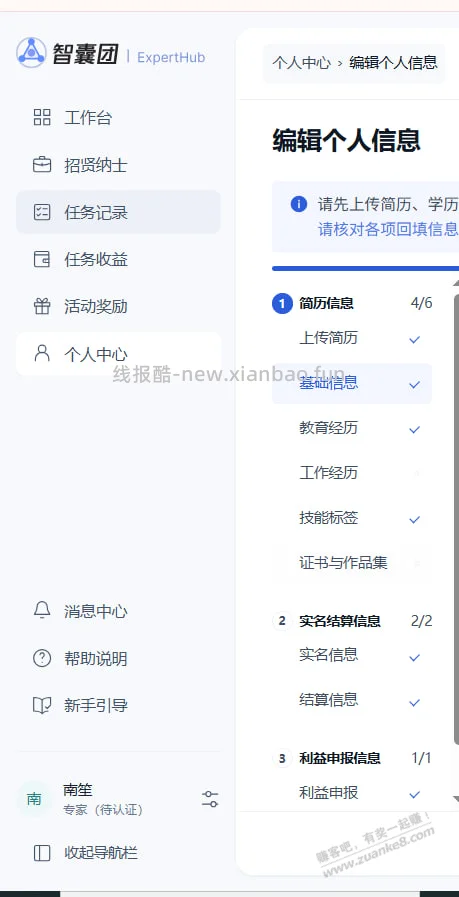 智囊团 | ExpertHub
工作台
招贤纳士
任务记录
任务收益
活动奖励
个人中心
消息中心
帮助说明
新手引导
南
南笙
专家（待认证）
收起导航栏
个人中心 › 编辑个人信息
编辑个人信息
请先上传简历、学历
请核对各项回填信息
1 简历信息 4/6
上传简历
基础信息
教育经历
工作经历
技能标签
证书与作品集
2 实名结算信息 2/2
实名信息
结算信息
3 利益申报信息 1/1
利益申报
线报酷-new.xianbao.fun
赚客吧，有奖一起赚！
www.zuanke8.com